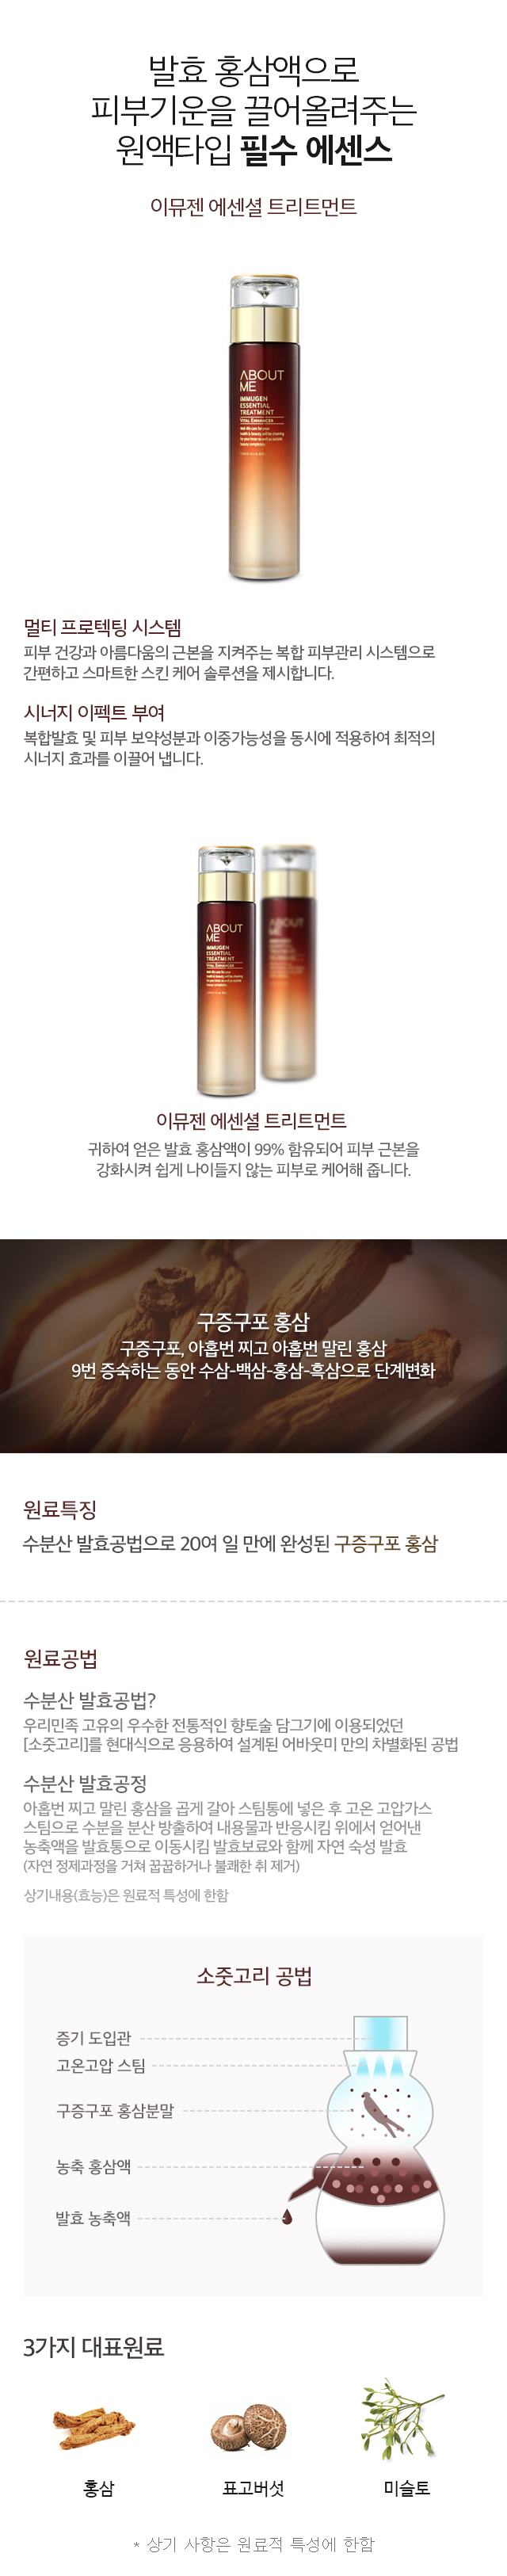 발효 홍삼액으로
피부기운을 끌어올려주는
원액타입 필수 에센스
이뮤젠 에센셜 트리트먼트
ABOUT
ME
IMMUGEN
ESSENTIAL
TREATMENT
VITAL ENHANCER
멀티 프로텍팅 시스템
피부 건강과 아름다움의 근본을 지켜주는 복합 피부관리 시스템으로
간편하고 스마트한 스킨 케어 솔루션을 제시합니다.
시너지 이펙트 부여
복합발효 및 피부 보약성분과 이중가능성을 동시에 적용하여 최적의
시너지 효과를 이끌어 냅니다.
ABOUT
ME
IMMUGEN
ESSENTIAL
TREATMENT
VITAL ENHANCER
ABOUT
ME
이뮤젠 에센셜 트리트먼트
귀하여 얻은 발효 홍삼액이 99% 함유되어 피부 근본을
강화시켜 쉽게 나이들지 않는 피부로 케어해 줍니다.
구증구포 홍삼
구증구포, 아홉번 찌고 아홉번 말린 홍삼
9번 증숙하는 동안 수삼-백삼-홍삼-흑삼으로 단계변화
원료특징
수분산 발효공법으로 20여 일 만에 완성된 구증구포 홍삼
원료공법
수분산 발효공법?
우리민족 고유의 우수한 전통적인 향토술 담그기에 이용되었던
[소줏고리]를 현대식으로 응용하여 설계된 어바웃미 만의 차별화된 공법
수분산 발효공정
아홉번 찌고 말린 홍삼을 곱게 갈아 스팀통에 넣은 후 고온 고압가스
스팀으로 수분을 분산 방출하여 내용물과 반응시킴 위에서 얻어낸
농축액을 발효통으로 이동시킴 발효보료와 함께 자연 숙성 발효
(자연 정제과정을 거쳐 꿉꿉하거나 불쾌한 취 제거)
상기내용(효능)은 원료적 특성에 한함
소줏고리 공법
증기 도입관
고온고압 스팀
구증구포 홍삼분말
농축 홍삼액
발효 농축액
3가지 대표원료
홍삼
표고버섯
미슬토
* 상기 사항은 원료적 특성에 한함